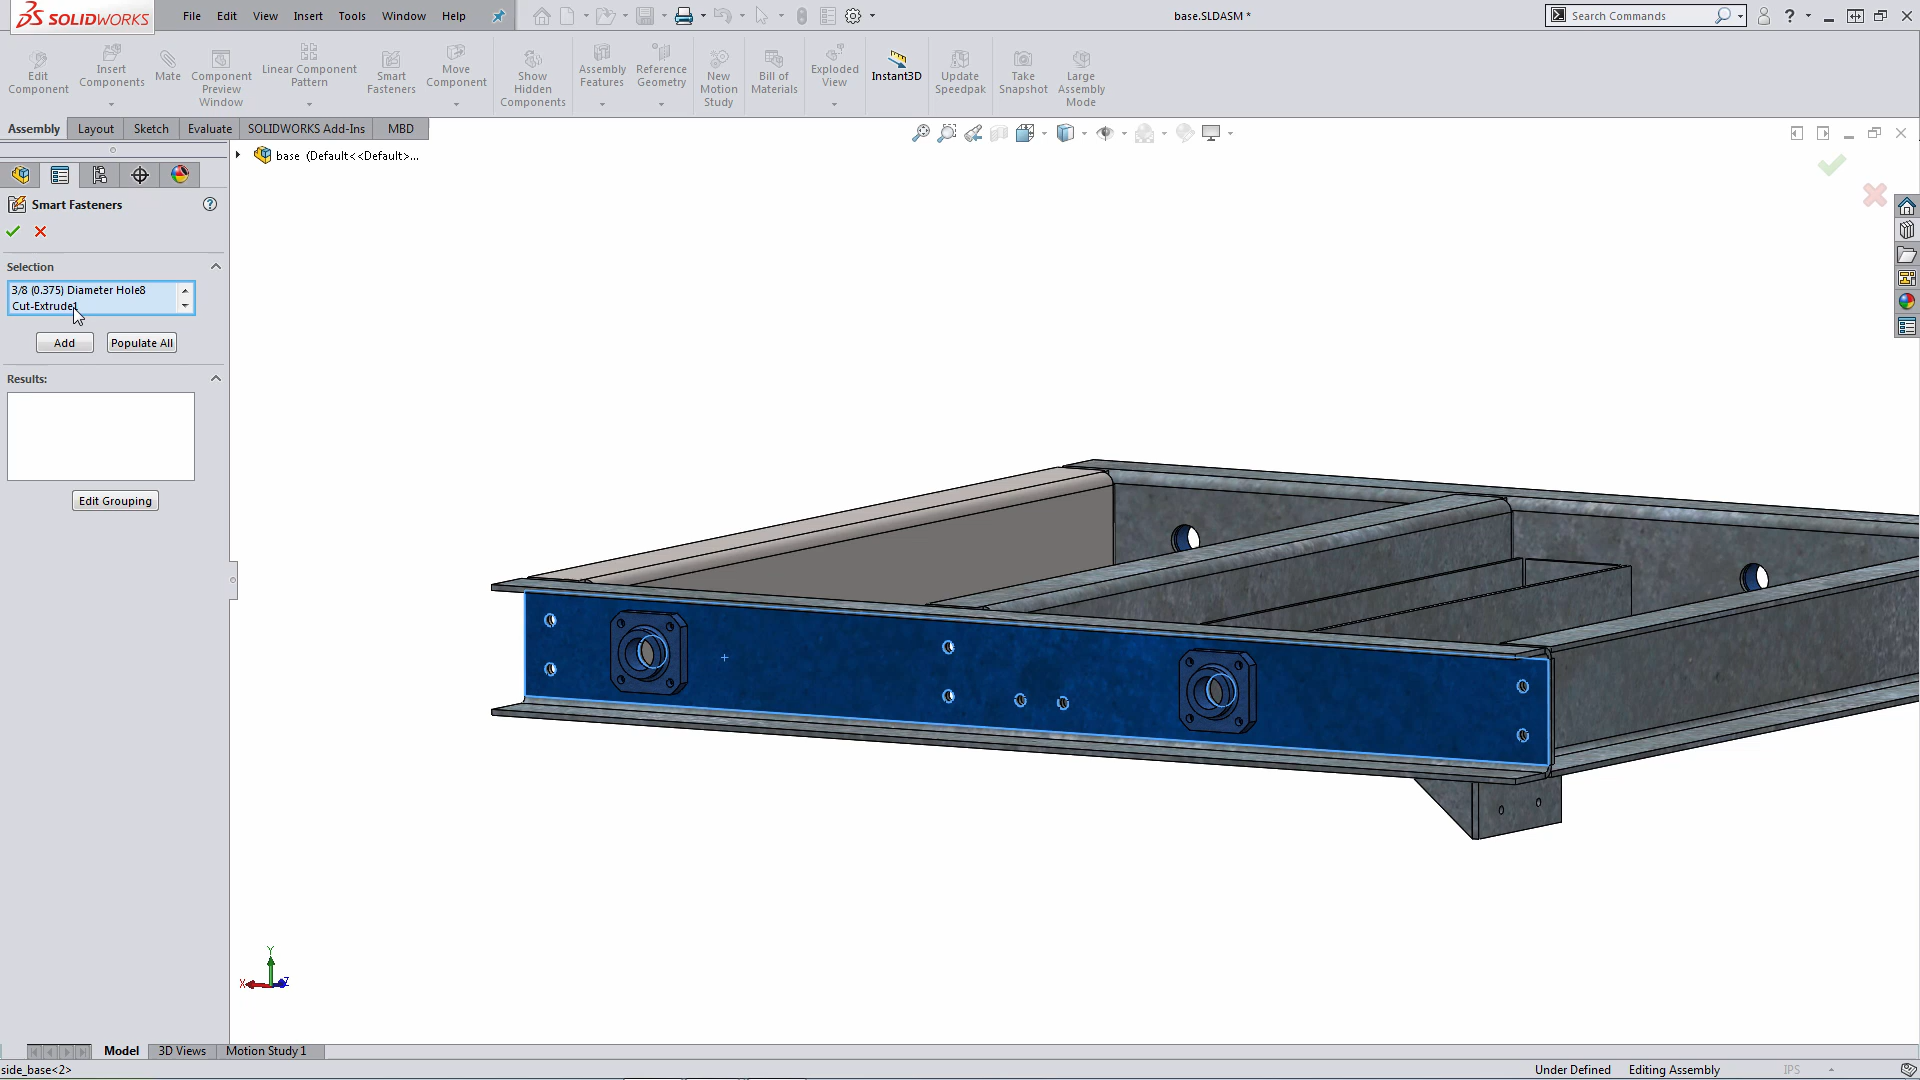 SOLIDWORKS
File Edit View Insert Tools Window Help
base.SLDASM *
Search Commands
?
Edit Component
Insert Components
Mate
Component Preview Window
Linear Component Pattern
Smart Fasteners
Move Component
Show Hidden Components
Assembly Features
Reference Geometry
New Motion Study
Bill of Materials
Exploded View
Instant3D
Update Speedpak
Take Snapshot
Large Assembly Mode
Assembly Layout Sketch Evaluate SOLIDWORKS Add-Ins MBD
base (Default<<Default>...
Smart Fasteners
?
Selection
3/8 (0.375) Diameter Hole8
Cut-Extrude1
Add Populate All
Results:
Edit Grouping
Y
X Z
Model 3D Views Motion Study 1
side_base<2> Under Defined Editing Assembly IPS